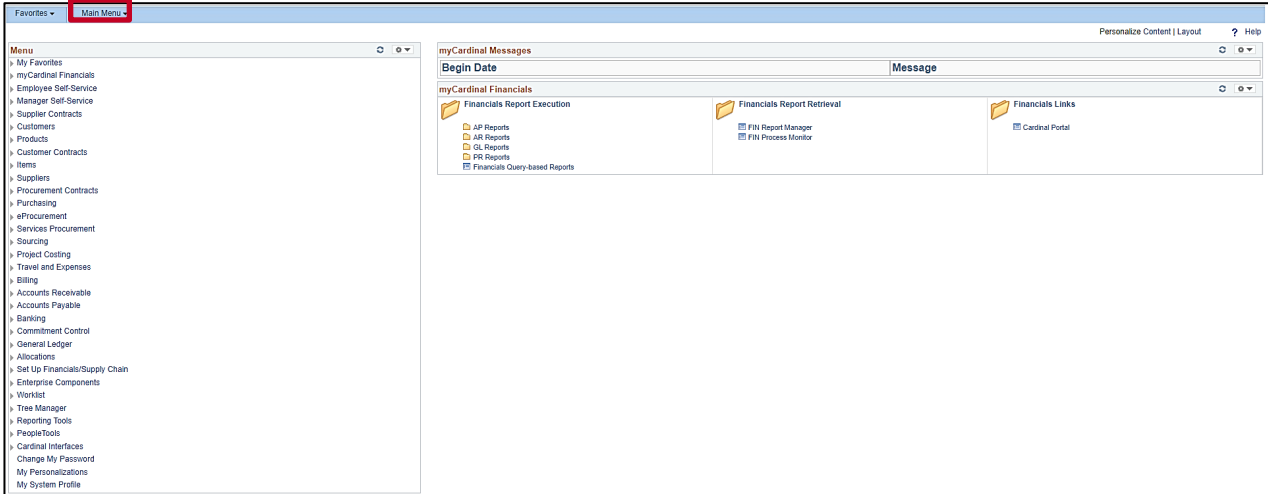 Favorites Main Menu
Personalize Content | Layout ? Help
Menu
My Favorites
myCardinal Financials
Employee Self-Service
Manager Self-Service
Supplier Contracts
Customers
Products
Customer Contracts
Items
Suppliers
Procurement Contracts
Purchasing
eProcurement
Services Procurement
Sourcing
Project Costing
Travel and Expenses
Billing
Accounts Receivable
Accounts Payable
Banking
Commitment Control
General Ledger
Allocations
Set Up Financials/Supply Chain
Enterprise Components
Worklist
Tree Manager
Reporting Tools
PeopleTools
Cardinal Interfaces
Change My Password
My Personalizations
My System Profile
myCardinal Messages
Begin Date Message
myCardinal Financials
Financials Report Execution
AP Reports
AR Reports
GL Reports
PR Reports
Financials Query-based Reports
Financials Report Retrieval
FIN Report Manager
FIN Process Monitor
Financials Links
Cardinal Portal